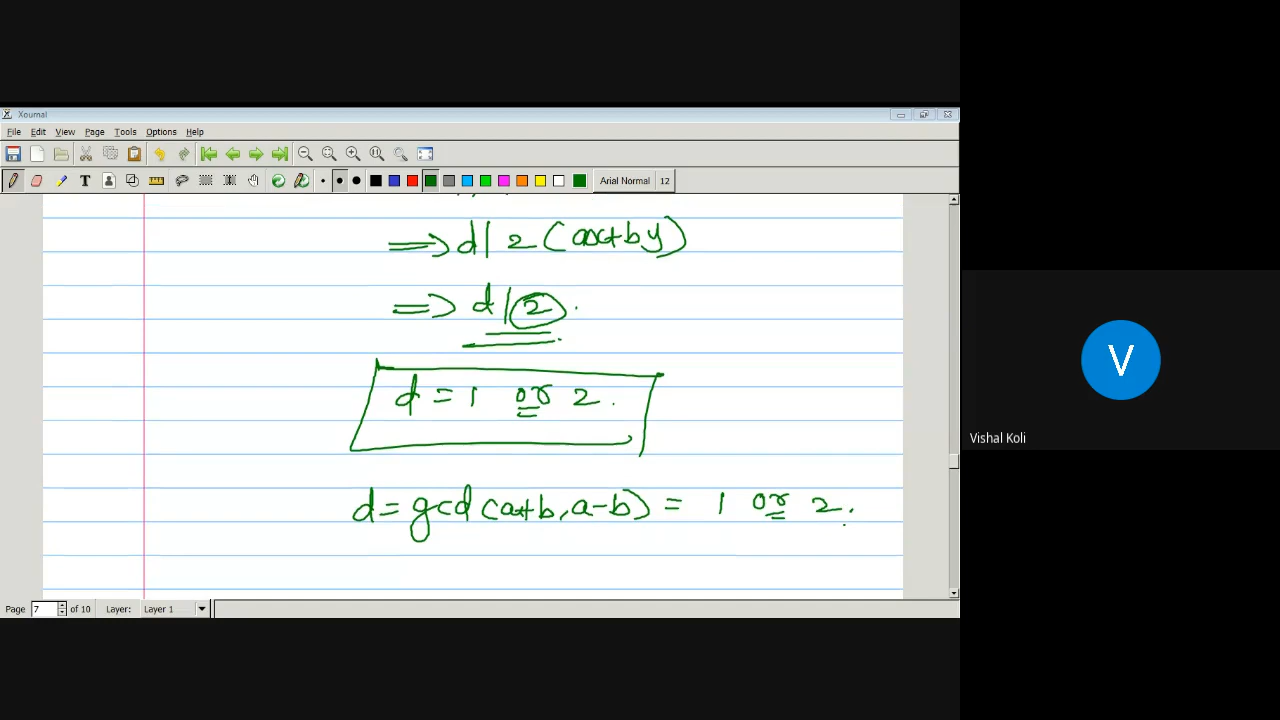 Xournal
File Edit View Page Tools Options Help
T Arial Normal 12
⟹ d | 2 (ax+by)
⟹ d | 2 .
d = 1 or 2 .
d = gcd (a+b, a-b) = 1 or 2 .
V
Vishal Koli
Page 7 of 10 Layer: Layer 1